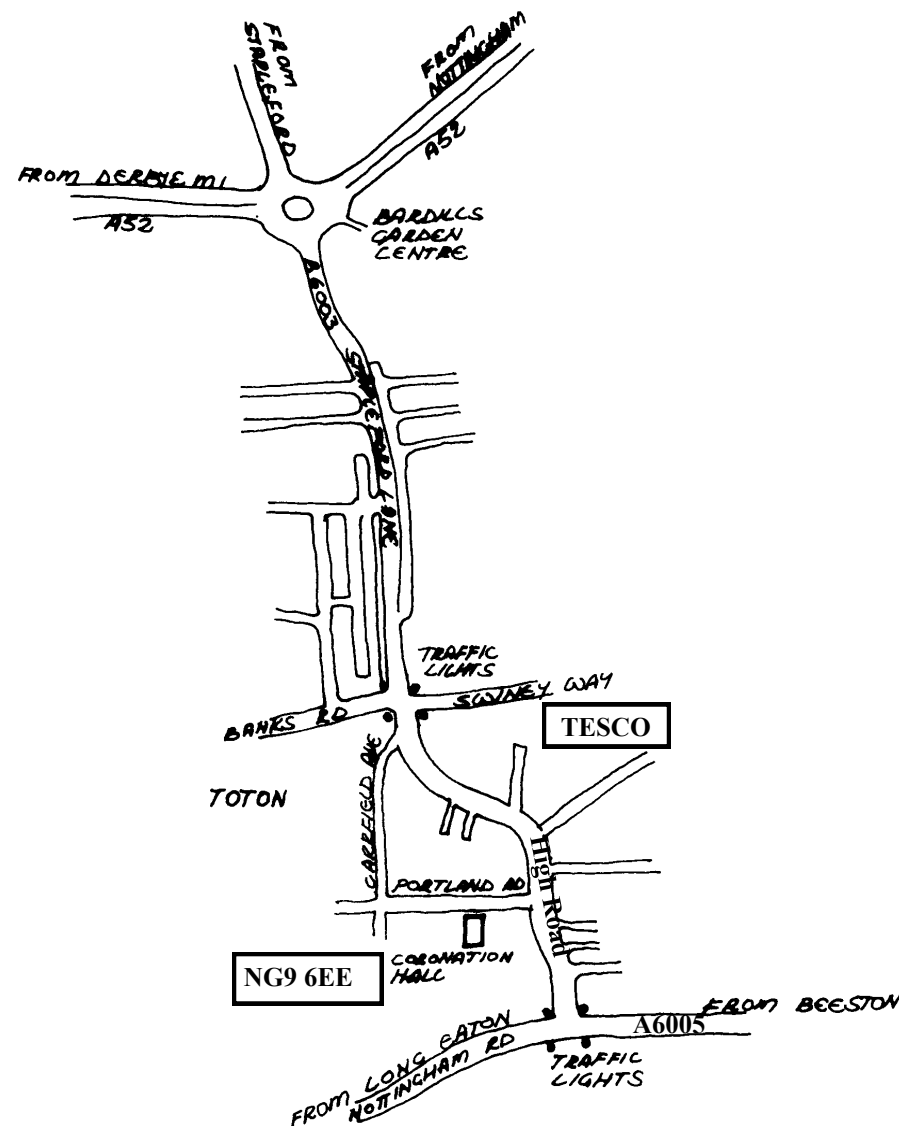 FROM
STAPLEFORD
FROM
NOTTINGHAM
A52
FROM DERBY & M1
A52
BARDILLS
GARDEN
CENTRE
A6003
STAPLEFORD LANE
TRAFFIC
LIGHTS
SWINEY WAY
BANKS RD
TESCO
TOTON
CARRFIELD AVE
High Road
PORTLAND RD
CORONATION
HALL
NG9 6EE
FROM BEESTON
A6005
FROM LONG EATON
NOTTINGHAM RD
TRAFFIC
LIGHTS